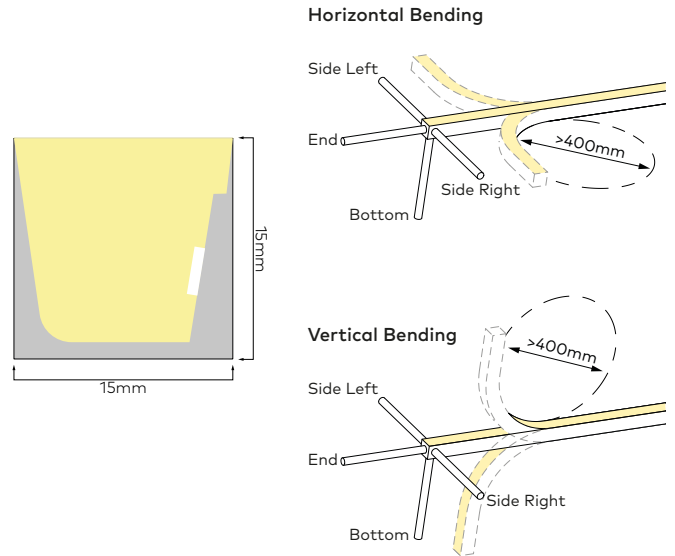 Horizontal Bending
Side Left
End
>400mm
Side Right
Bottom
15mm
15mm
Vertical Bending
>400mm
Side Left
End
Side Right
Bottom